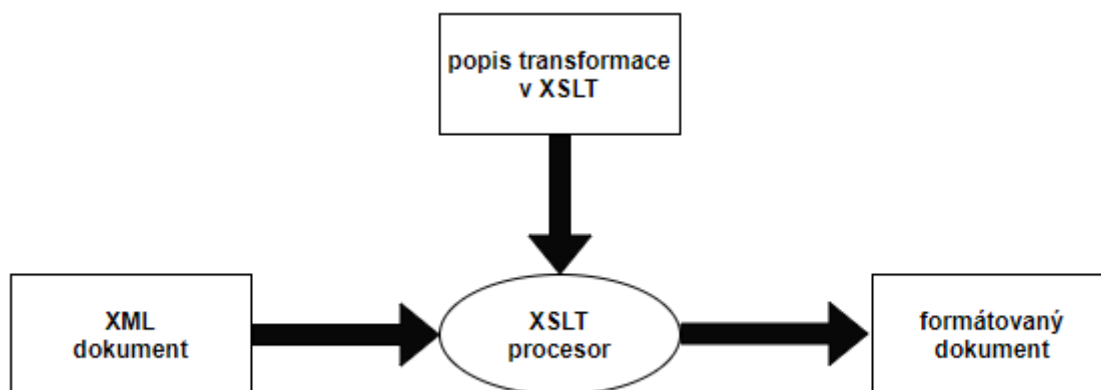 popis transformace
v XSLT
XML
dokument
XSLT
procesor
formátovaný
dokument